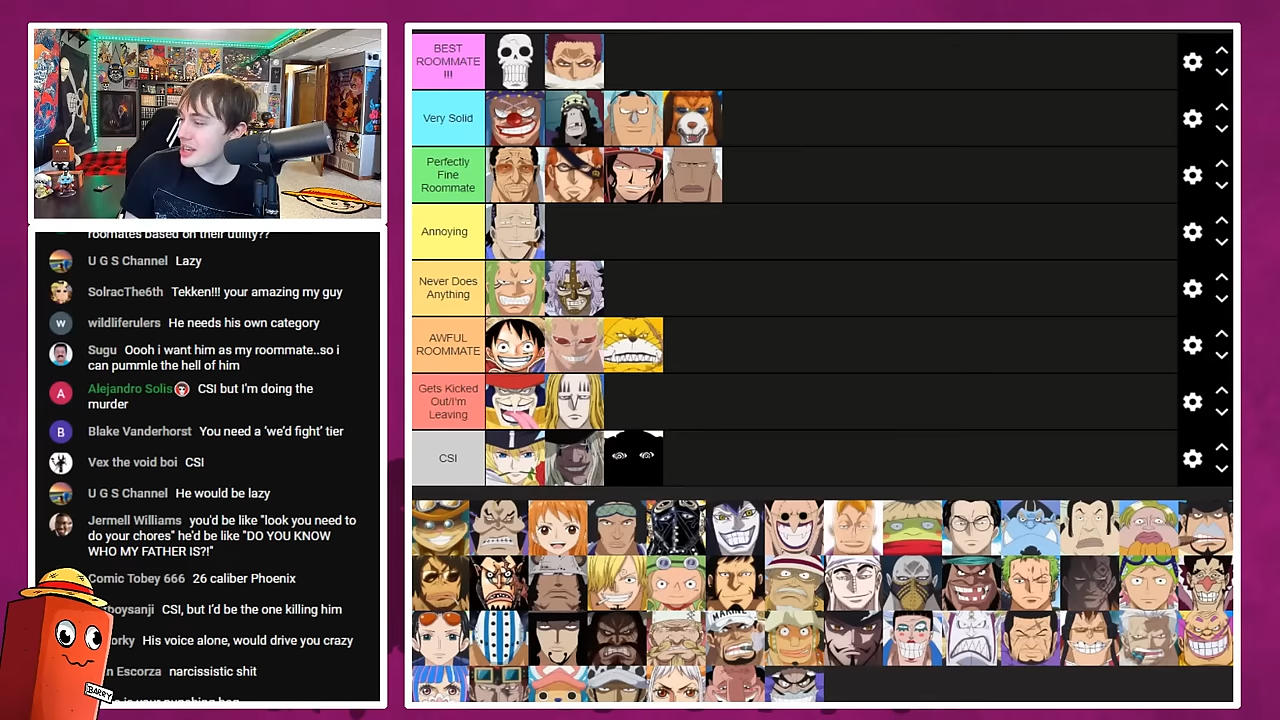 BEST
ROOMMATE
!!!
Very Solid
Perfectly
Fine
Roommate
Annoying
Never Does
Anything
AWFUL
ROOMMATE
Gets Kicked
Out/I'm
Leaving
CSI
roomates based on their utility??
U G S Channel Lazy
SolracThe6th Tekken!!! your amazing my guy
W
wildliferulers He needs his own category
Sugu Oooh i want him as my roommate..so i
can pummle the hell of him
A
Alejandro Solis CSI but I'm doing the
murder
B
Blake Vanderhorst You need a 'we'd fight' tier
Vex the void boi CSI
U G S Channel He would be lazy
Jermell Williams you'd be like "look you need to
do your chores" he'd be like "DO YOU KNOW
WHO MY FATHER IS?!"
Comic Tobey 666 26 caliber Phoenix
boysanji CSI, but I'd be the one killing him
orky His voice alone, would drive you crazy
n Escorza narcissistic shit
BARRY
MARINE